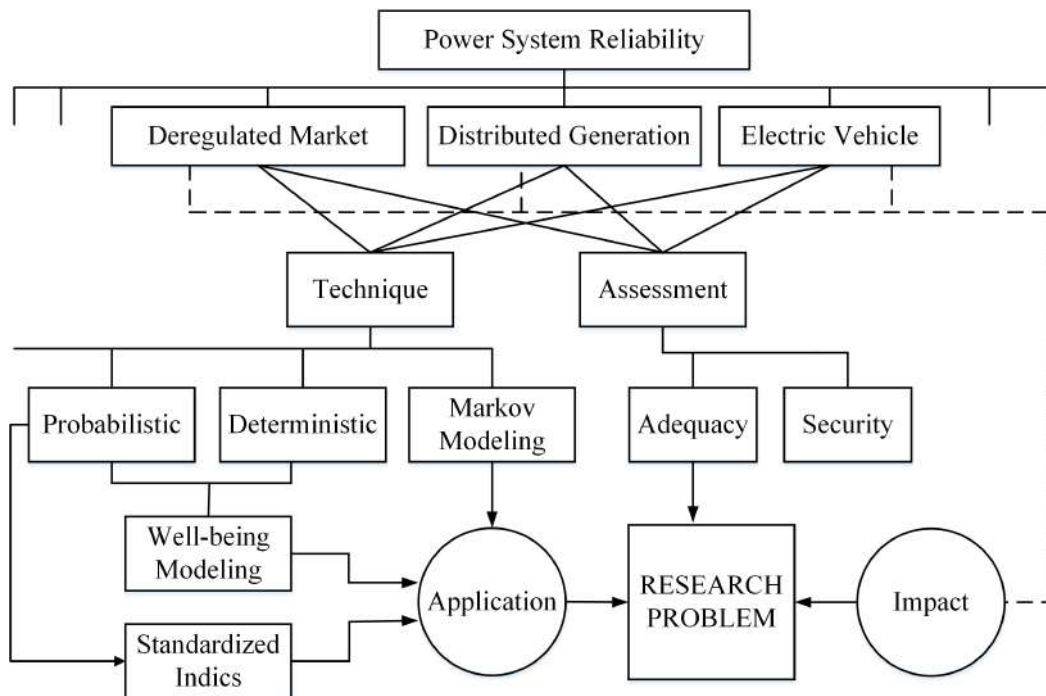 Power System Reliability
Deregulated Market
Distributed Generation
Electric Vehicle
Technique
Assessment
Probabilistic
Deterministic
Markov
Modeling
Adequacy
Security
Well-being
Modeling
Application
RESEARCH
PROBLEM
Impact
Standardized
Indics